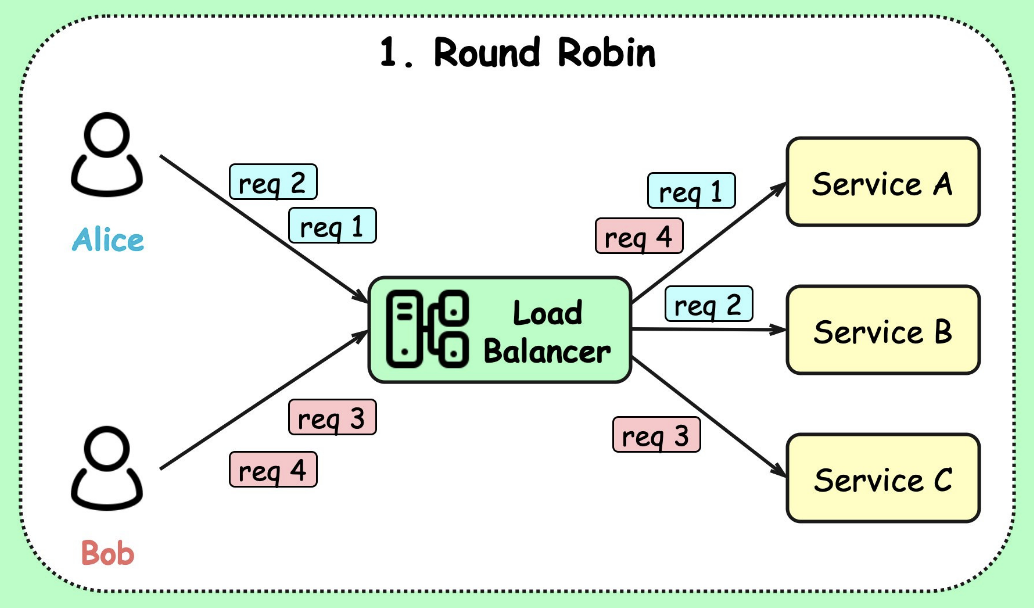 1. Round Robin
Alice
req 2
req 1
Bob
req 3
req 4
Load
Balancer
req 1
req 4
req 2
req 3
Service A
Service B
Service C